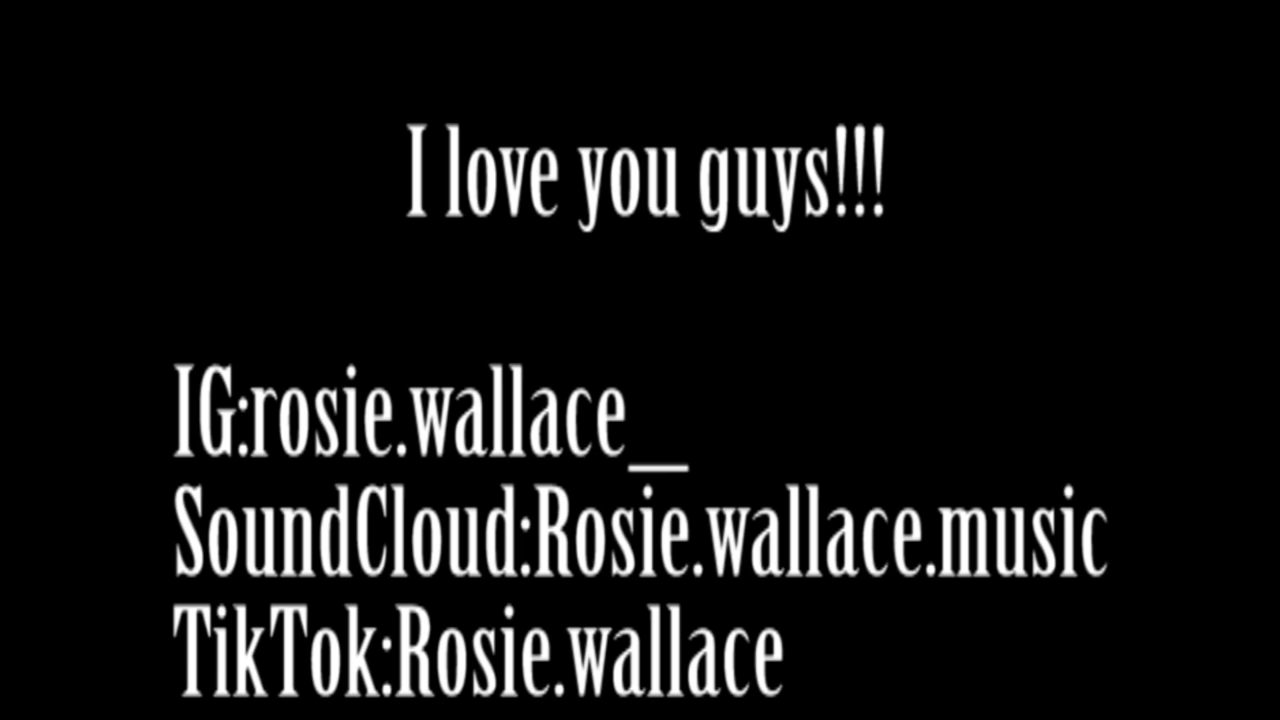 I love you guys!!!
IG:rosie.wallace_
SoundCloud:Rosie.wallace.music
TikTok:Rosie.wallace